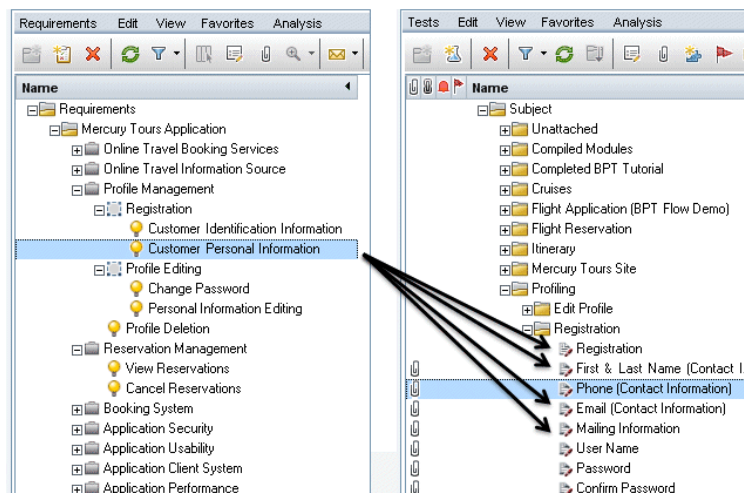 Requirements Edit View Favorites Analysis
Name
Requirements
Mercury Tours Application
Online Travel Booking Services
Online Travel Information Source
Profile Management
Registration
Customer Identification Information
Customer Personal Information
Profile Editing
Change Password
Personal Information Editing
Profile Deletion
Reservation Management
View Reservations
Cancel Reservations
Booking System
Application Security
Application Usability
Application Client System
Application Performance
Tests Edit View Favorites Analysis
Name
Subject
Unattached
Compiled Modules
Completed BPT Tutorial
Cruises
Flight Application (BPT Flow Demo)
Flight Reservation
Itinerary
Mercury Tours Site
Profiling
Edit Profile
Registration
Registration
First & Last Name (Contact I...
Phone (Contact Information)
Email (Contact Information)
Mailing Information
User Name
Password
Confirm Password